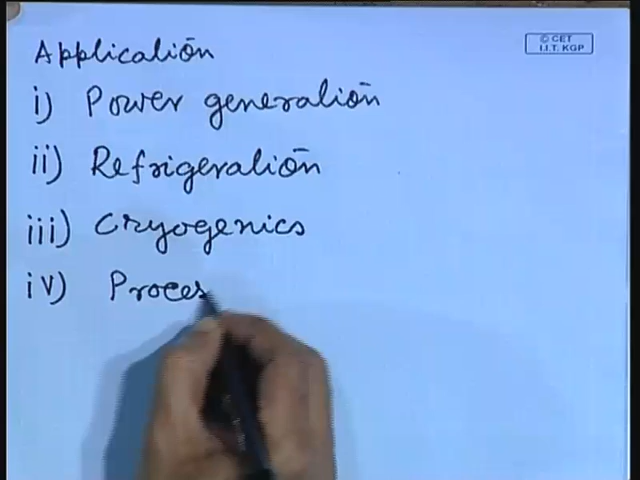 © CET
I.I.T. KGP
Application
i) Power generation
ii) Refrigeration
iii) Cryogenics
iv) Proces